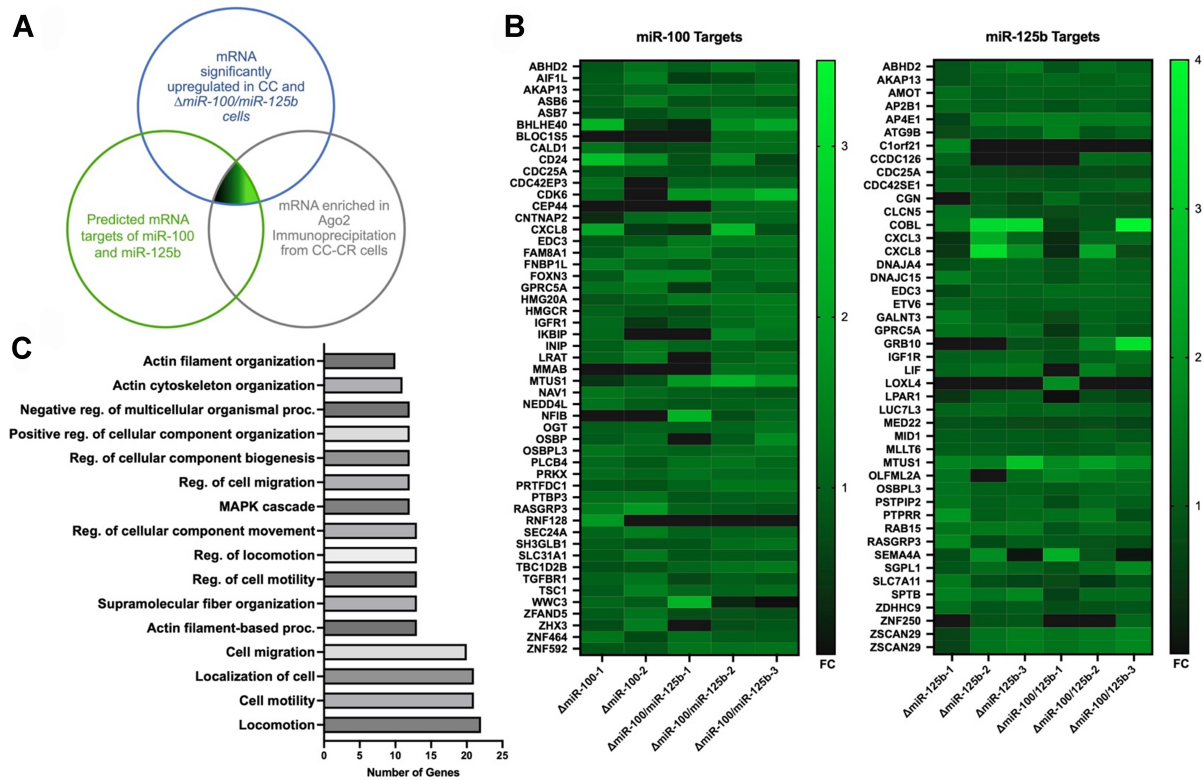 A
mRNA
significantly
upregulated in CC and
ΔmiR-100/miR-125b
cells
Predicted mRNA
targets of miR-100
and miR-125b
mRNA enriched in
Ago2
Immunoprecipitation
from CC-CR cells
B
miR-100 Targets
ABHD2
AIF1L
AKAP13
ASB6
ASB7
BHLHE40
BLOC1S5
CALD1
CD24
CDC25A
CDC42EP3
CDK6
CEP44
CNTNAP2
CXCL8
EDC3
FAM8A1
FNBP1L
FOXN3
GPRC5A
HMG20A
HMGCR
IGFR1
IKBIP
INIP
LRAT
MMAB
MTUS1
NAV1
NEDD4L
NFIB
OGT
OSBP
OSBPL3
PLCB4
PRKX
PRTFDC1
PTBP3
RASGRP3
RNF128
SEC24A
SH3GLB1
SLC31A1
TBC1D2B
TGFBR1
TSC1
WWC3
ZFAND5
ZHX3
ZNF464
ZNF592
ΔmiR-100-1
ΔmiR-100-2
ΔmiR-100/miR-125b-1
ΔmiR-100/miR-125b-2
ΔmiR-100/miR-125b-3
3
2
1
FC
miR-125b Targets
ABHD2
AKAP13
AMOT
AP2B1
AP4E1
ATG9B
C1orf21
CCDC126
CDC25A
CDC42SE1
CGN
CLCN5
COBL
CXCL3
CXCL8
DNAJA4
DNAJC15
EDC3
ETV6
GALNT3
GPRC5A
GRB10
IGF1R
LIF
LOXL4
LPAR1
LUC7L3
MED22
MID1
MLLT6
MTUS1
OLFML2A
OSBPL3
PSTPIP2
PTPRR
RAB15
RASGRP3
SEMA4A
SGPL1
SLC7A11
SPTB
ZDHHC9
ZNF250
ZSCAN29
ZSCAN29
ΔmiR-125b-1
ΔmiR-125b-2
ΔmiR-125b-3
ΔmiR-100/125b-1
ΔmiR-100/125b-2
ΔmiR-100/125b-3
4
3
2
1
FC
C
Actin filament organization
Actin cytoskeleton organization
Negative reg. of multicellular organismal proc.
Positive reg. of cellular component organization
Reg. of cellular component biogenesis
Reg. of cell migration
MAPK cascade
Reg. of cellular component movement
Reg. of locomotion
Reg. of cell motility
Supramolecular fiber organization
Actin filament-based proc.
Cell migration
Localization of cell
Cell motility
Locomotion
0 5 10 15 20 25
Number of Genes